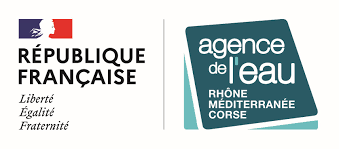 RÉPUBLIQUE
FRANÇAISE
Liberté
Égalité
Fraternité
agence
de l'eau
RHÔNE
MÉDITERRANÉE
CORSE